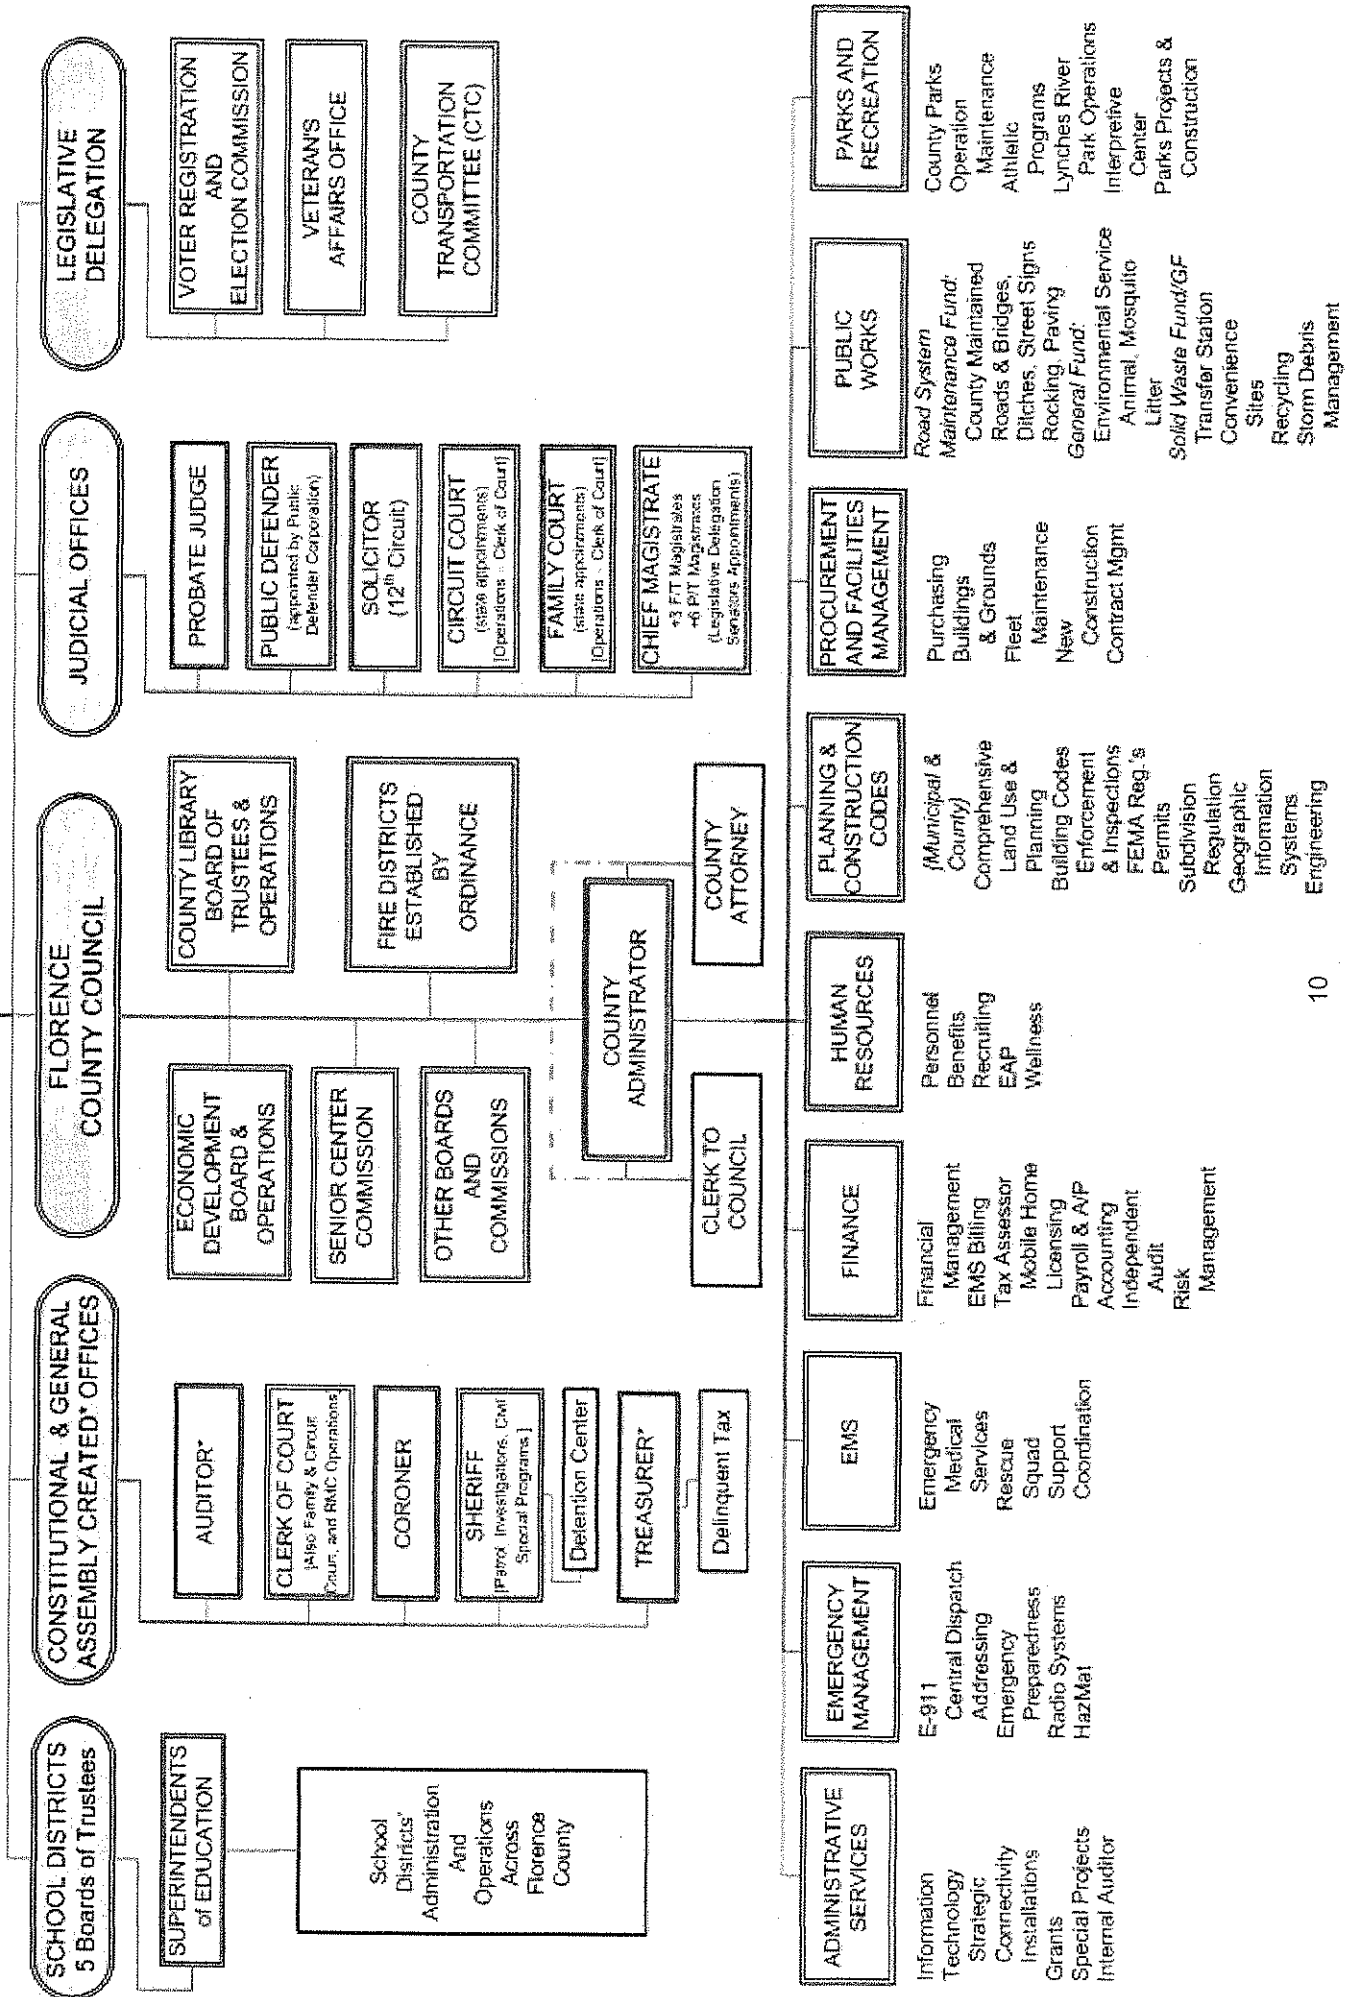 SCHOOL DISTRICTS
5 Boards of Trustees
SUPERINTENDENTS
of EDUCATION
School
Districts'
Administration
And
Operations
Across
Florence
County
CONSTITUTIONAL & GENERAL
ASSEMBLY CREATED* OFFICES
AUDITOR*
CLERK OF COURT
[Also Family & Circuit
Court, and RMC Operations]
CORONER
SHERIFF
[Patrol, Investigations, Civil
Special Programs ]
Detention Center
TREASURER*
Delinquent Tax
FLORENCE
COUNTY COUNCIL
ECONOMIC
DEVELOPMENT
BOARD &
OPERATIONS
SENIOR CENTER
COMMISSION
OTHER BOARDS
AND
COMMISSIONS
COUNTY LIBRARY
BOARD OF
TRUSTEES &
OPERATIONS
FIRE DISTRICTS
ESTABLISHED
BY
ORDINANCE
COUNTY
ADMINISTRATOR
CLERK TO
COUNCIL
COUNTY
ATTORNEY
JUDICIAL OFFICES
PROBATE JUDGE
PUBLIC DEFENDER
(appointed by Public
Defender Corporation)
SOLICITOR
(12th Circuit)
CIRCUIT COURT
(state appointments)
[Operations - Clerk of Court]
FAMILY COURT
(state appointments)
[Operations - Clerk of Court]
CHIEF MAGISTRATE
+3 F/T Magistrates
+6 P/T Magistrates
(Legislative Delegation
Senators Appointments)
LEGISLATIVE
DELEGATION
VOTER REGISTRATION
AND
ELECTION COMMISSION
VETERAN'S
AFFAIRS OFFICE
COUNTY
TRANSPORTATION
COMMITTEE (CTC)
ADMINISTRATIVE
SERVICES
Information
Technology
Strategic
Connectivity
Installations
Grants
Special Projects
Internal Auditor
EMERGENCY
MANAGEMENT
E-911
Central Dispatch
Addressing
Emergency
Preparedness
Radio Systems
HazMat
EMS
Emergency
Medical
Services
Rescue
Squad
Support
Coordination
FINANCE
Financial
Management
EMS Billing
Tax Assessor
Mobile Home
Licensing
Payroll & A/P
Accounting
Independent
Audit
Risk
Management
HUMAN
RESOURCES
Personnel
Benefits
Recruiting
EAP
Wellness
PLANNING &
CONSTRUCTION
CODES
(Municipal &
County)
Comprehensive
Land Use &
Planning
Building Codes
Enforcement
& Inspections
FEMA Reg.'s
Permits
Subdivision
Regulation
Geographic
Information
Systems
Engineering
PROCUREMENT
AND FACILITIES
MANAGEMENT
Purchasing
Buildings
& Grounds
Fleet
Maintenance
New
Construction
Contract Mgmt
PUBLIC
WORKS
Road System
Maintenance Fund:
County Maintained
Roads & Bridges,
Ditches, Street Signs
Rocking, Paving
General Fund:
Environmental Service
Animal, Mosquito
Litter
Solid Waste Fund/GF
Transfer Station
Convenience
Sites
Recycling
Storm Debris
Management
PARKS AND
RECREATION
County Parks
Operation
Maintenance
Athletic
Programs
Lynches River
Park Operations
Interpretive
Center
Parks Projects &
Construction
10